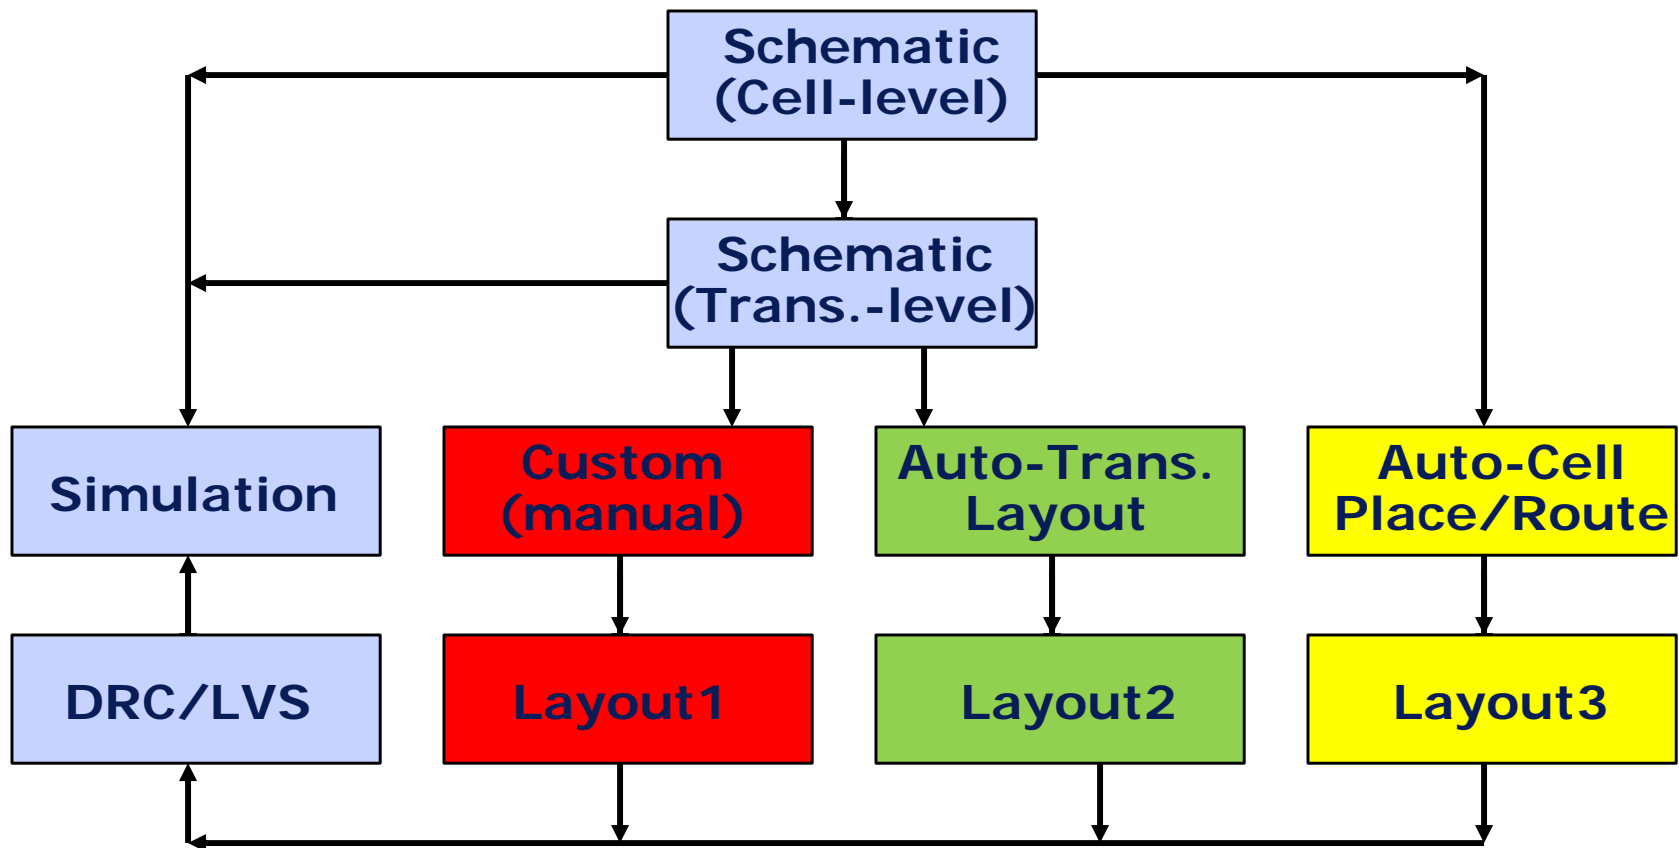 Schematic
(Cell-level)
Schematic
(Trans.-level)
Simulation
Custom
(manual)
Auto-Trans.
Layout
Auto-Cell
Place/Route
DRC/LVS
Layout1
Layout2
Layout3